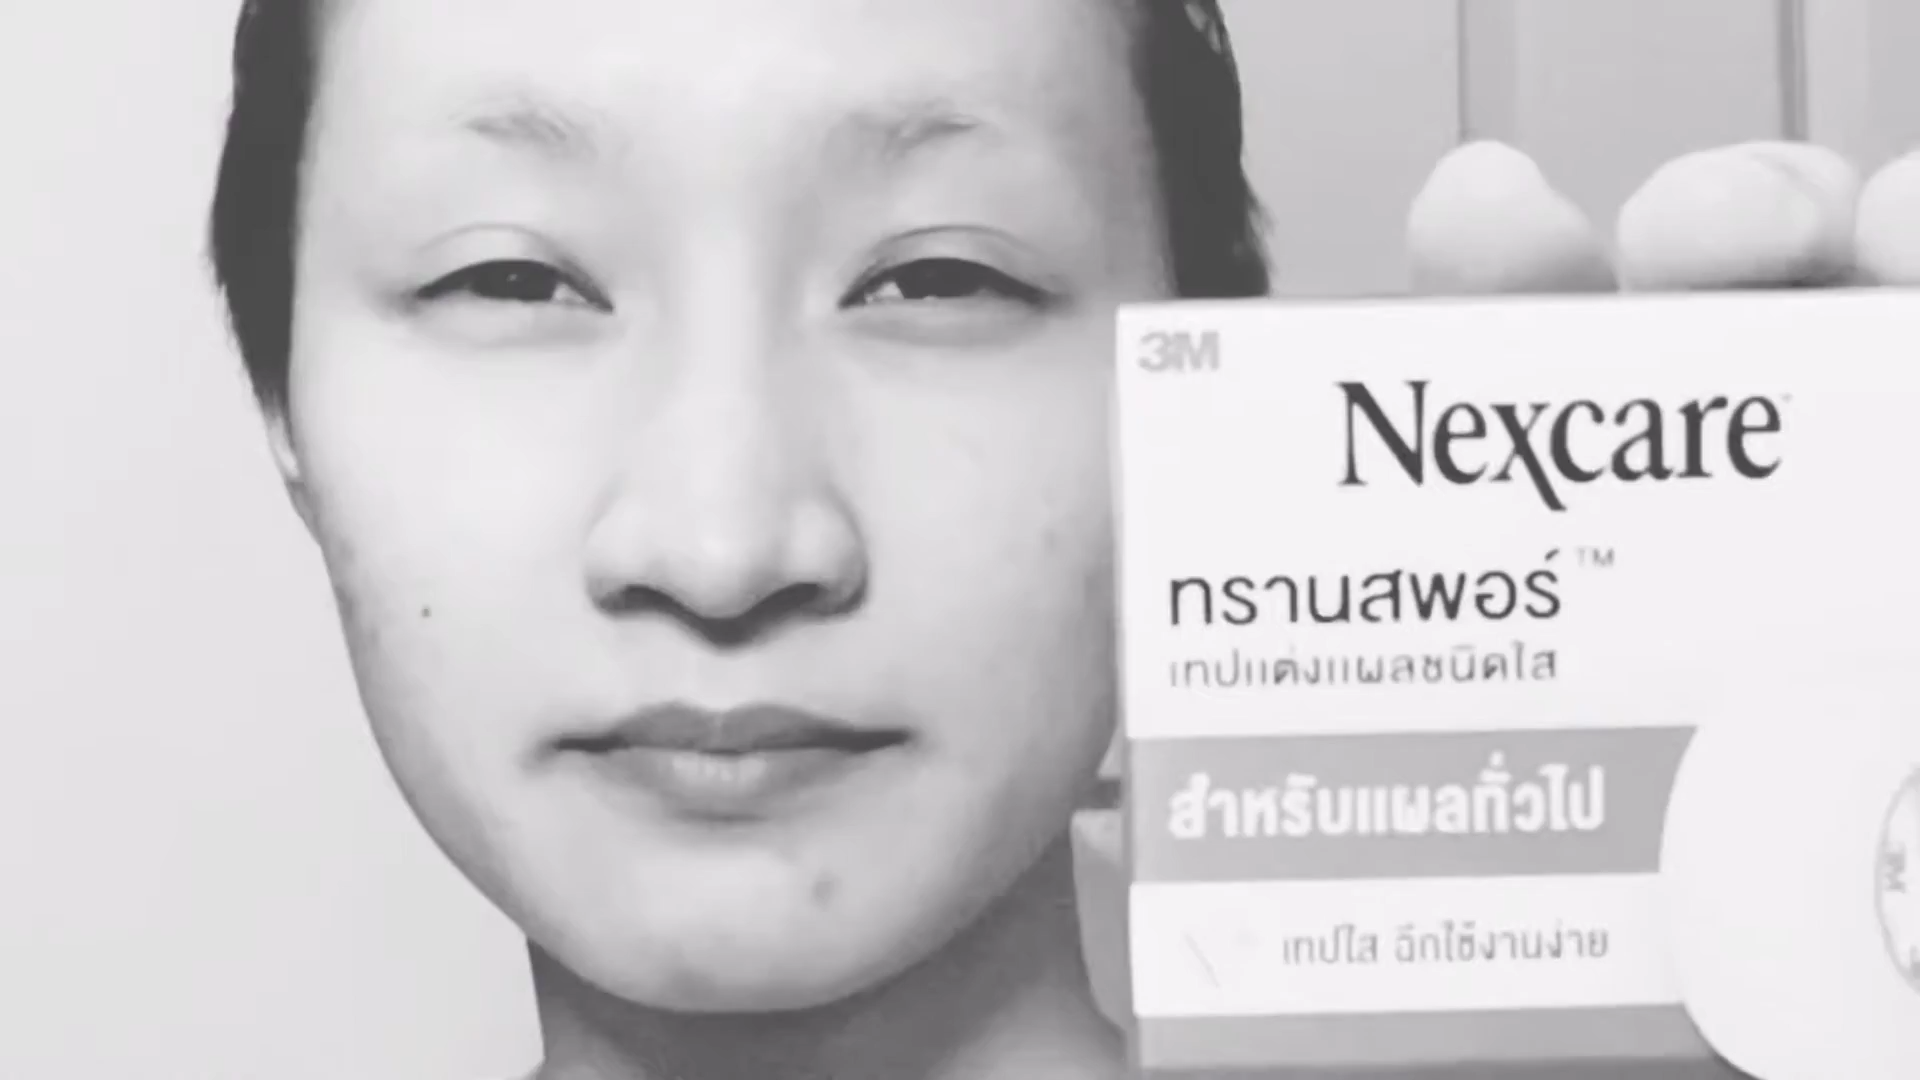 3M
Nexcare
ทรานสพอร์™
เทปแต่งแผลชนิดใส
สำหรับแผลทั่วไป
เทปใส ฉีกใช้งานง่าย
3M